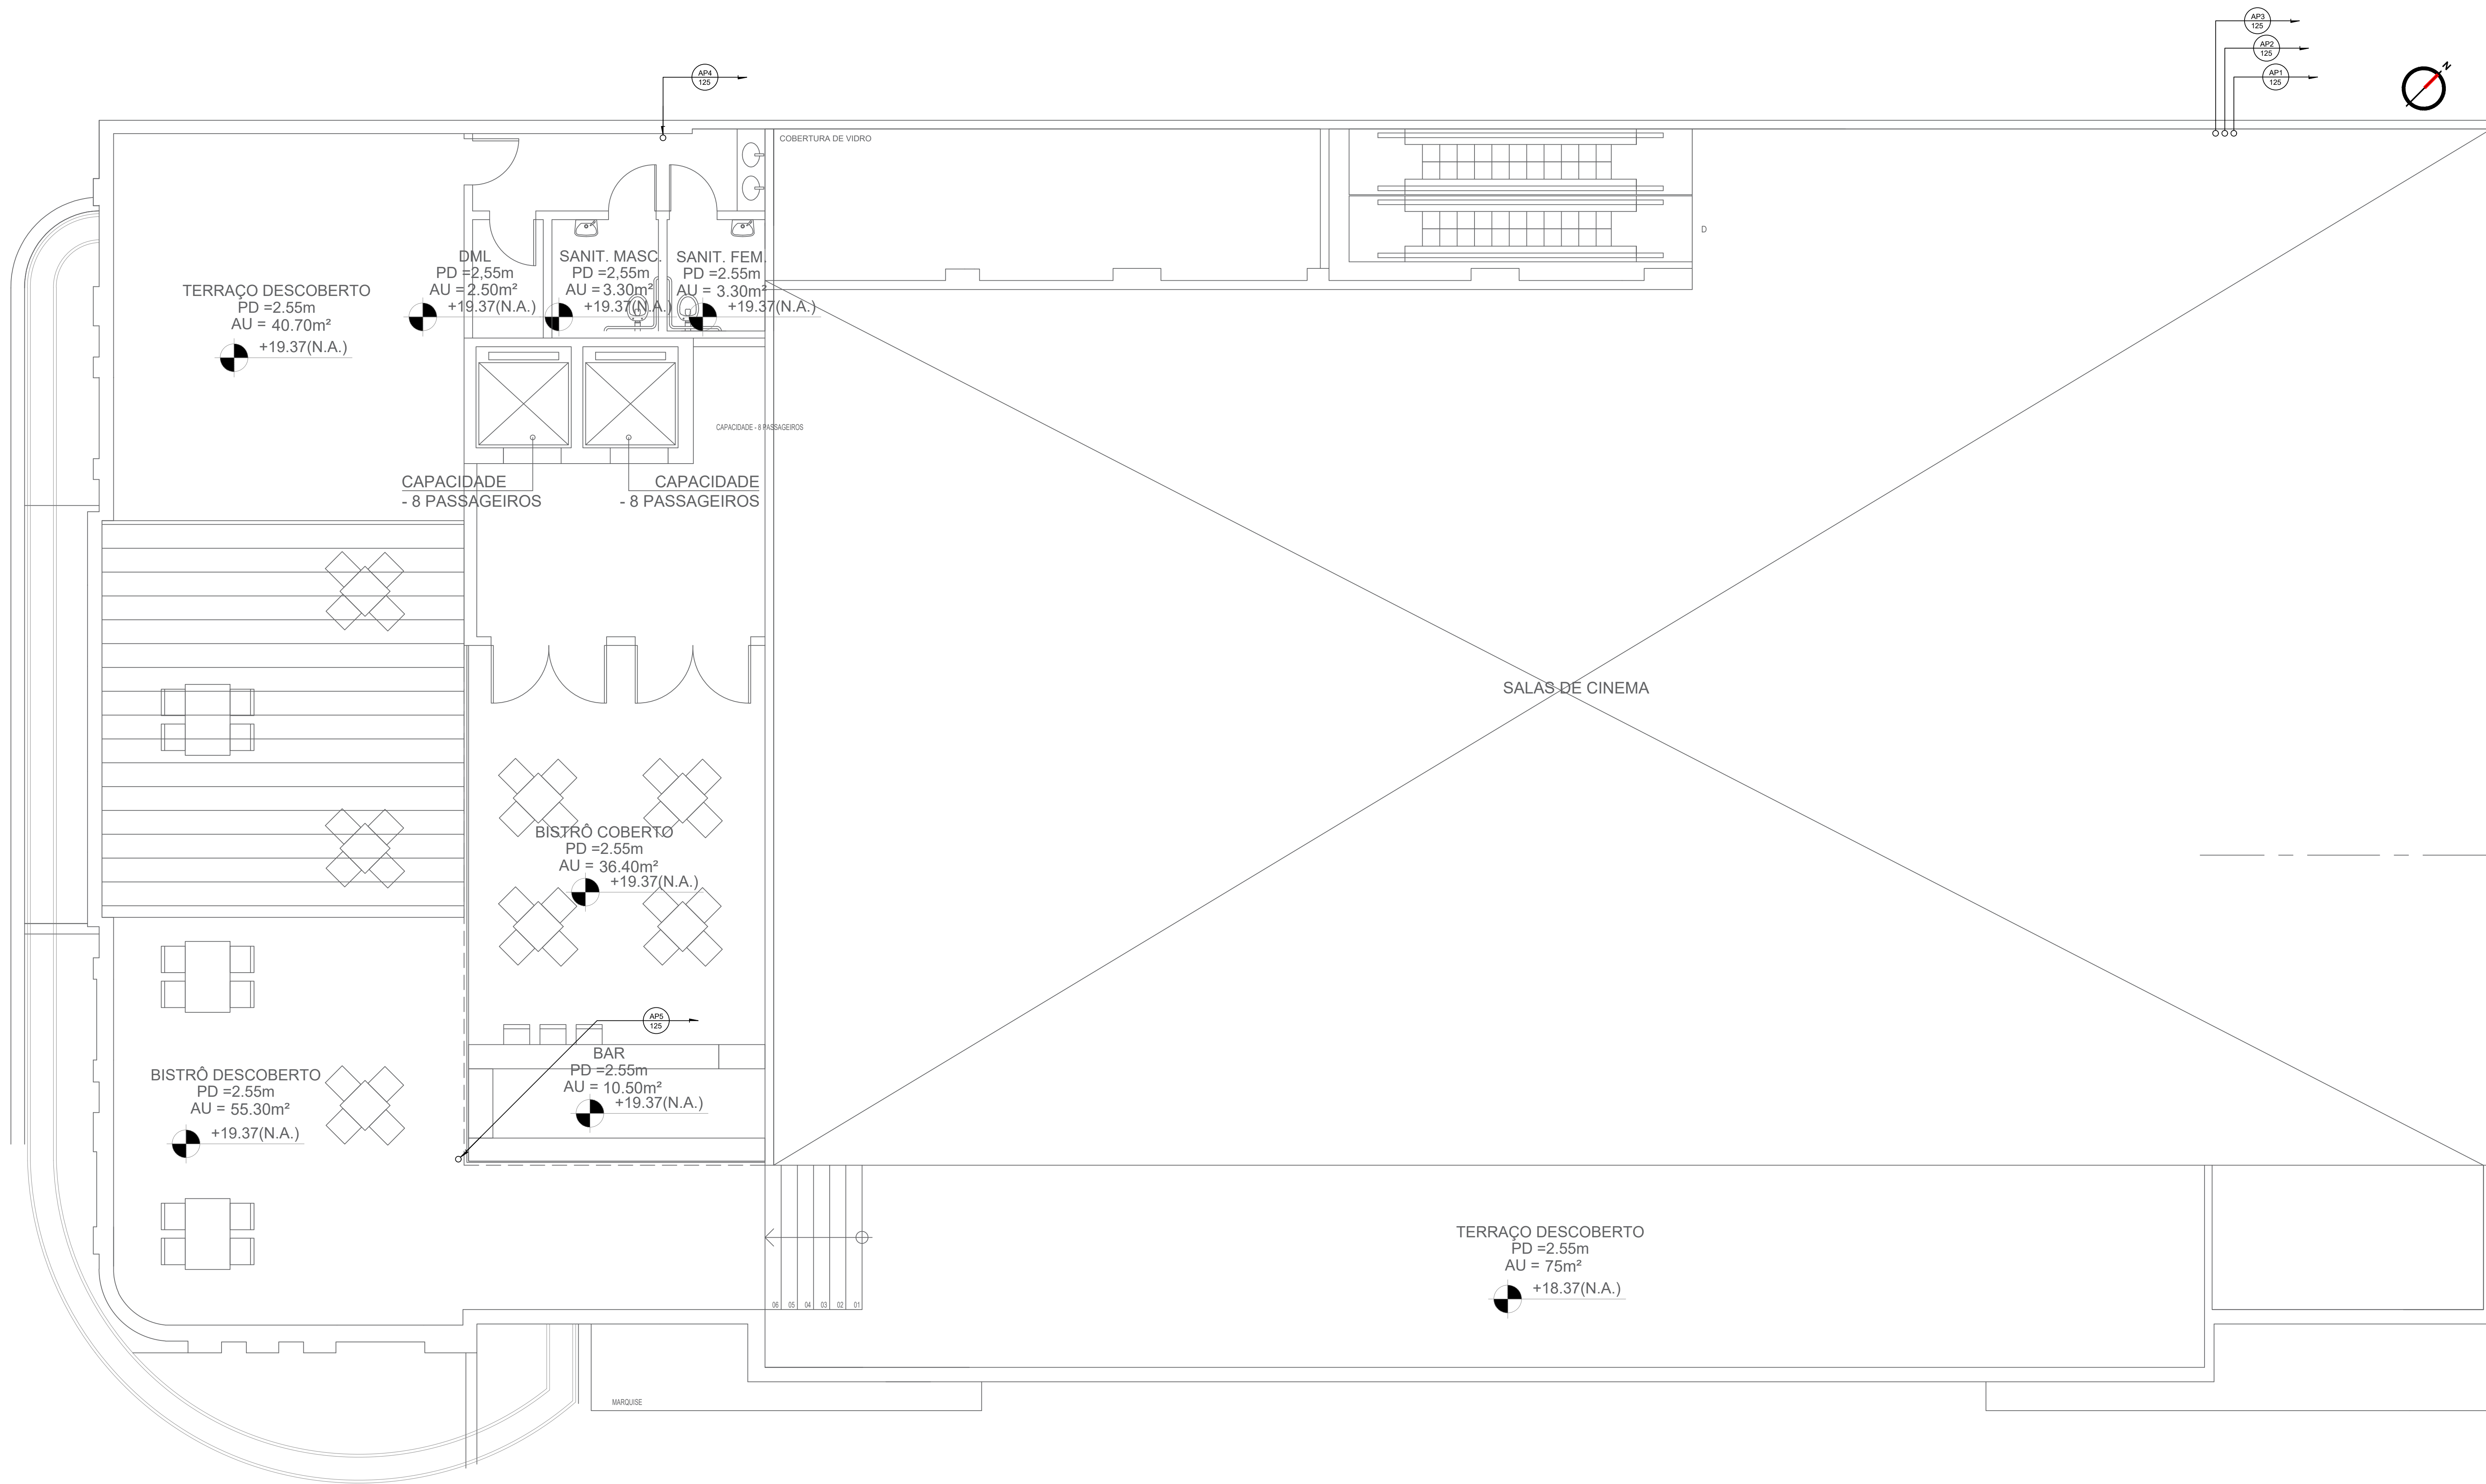 AP3
125
AP2
125
AP1
125
N
AP4
125
COBERTURA DE VIDRO
D
TERRAÇO DESCOBERTO
PD =2.55m
AU = 40.70m²
+19.37(N.A.)
DML
PD =2,55m
AU = 2.50m²
+19.37(N.A.)
SANIT. MASC.
PD =2,55m
AU = 3.30m²
+19.37(N.A.)
SANIT. FEM.
PD =2.55m
AU = 3.30m²
+19.37(N.A.)
CAPACIDADE - 8 PASSAGEIROS
CAPACIDADE
- 8 PASSAGEIROS
CAPACIDADE
- 8 PASSAGEIROS
SALAS DE CINEMA
BISTRÔ COBERTO
PD =2.55m
AU = 36.40m²
+19.37(N.A.)
AP5
125
BAR
PD =2.55m
AU = 10.50m²
+19.37(N.A.)
BISTRÔ DESCOBERTO
PD =2.55m
AU = 55.30m²
+19.37(N.A.)
TERRAÇO DESCOBERTO
PD =2.55m
AU = 75m²
+18.37(N.A.)
06 05 04 03 02 01
MARQUISE